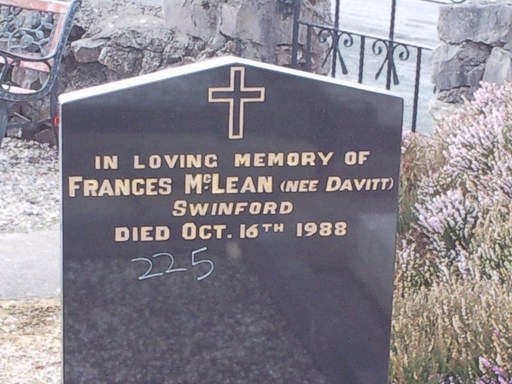 IN LOVING MEMORY OF
FRANCES McLEAN (NEE DAVITT)
SWINFORD
DIED OCT. 16TH 1988
225